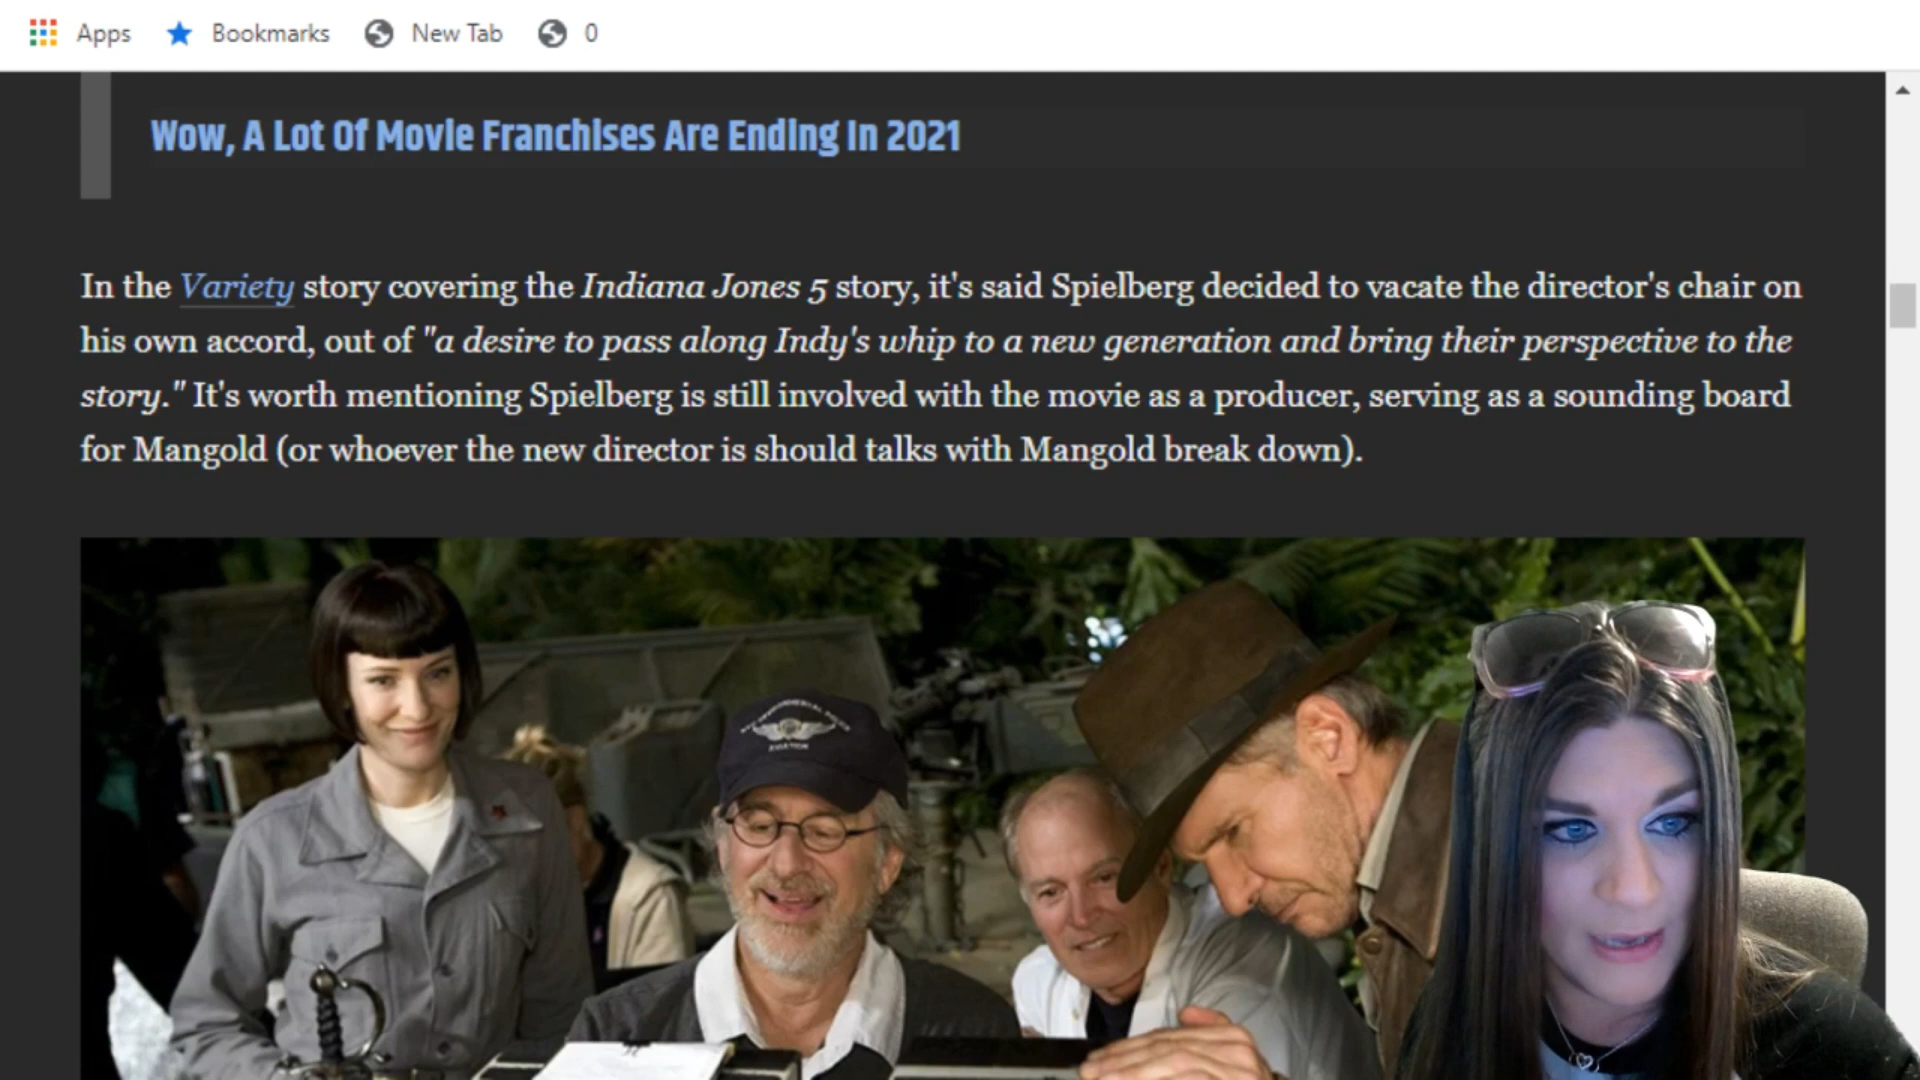 Apps Bookmarks New Tab 0
Wow, A Lot Of Movie Franchises Are Ending In 2021
In the Variety story covering the Indiana Jones 5 story, it's said Spielberg decided to vacate the director's chair on
his own accord, out of "a desire to pass along Indy's whip to a new generation and bring their perspective to the
story." It's worth mentioning Spielberg is still involved with the movie as a producer, serving as a sounding board
for Mangold (or whoever the new director is should talks with Mangold break down).